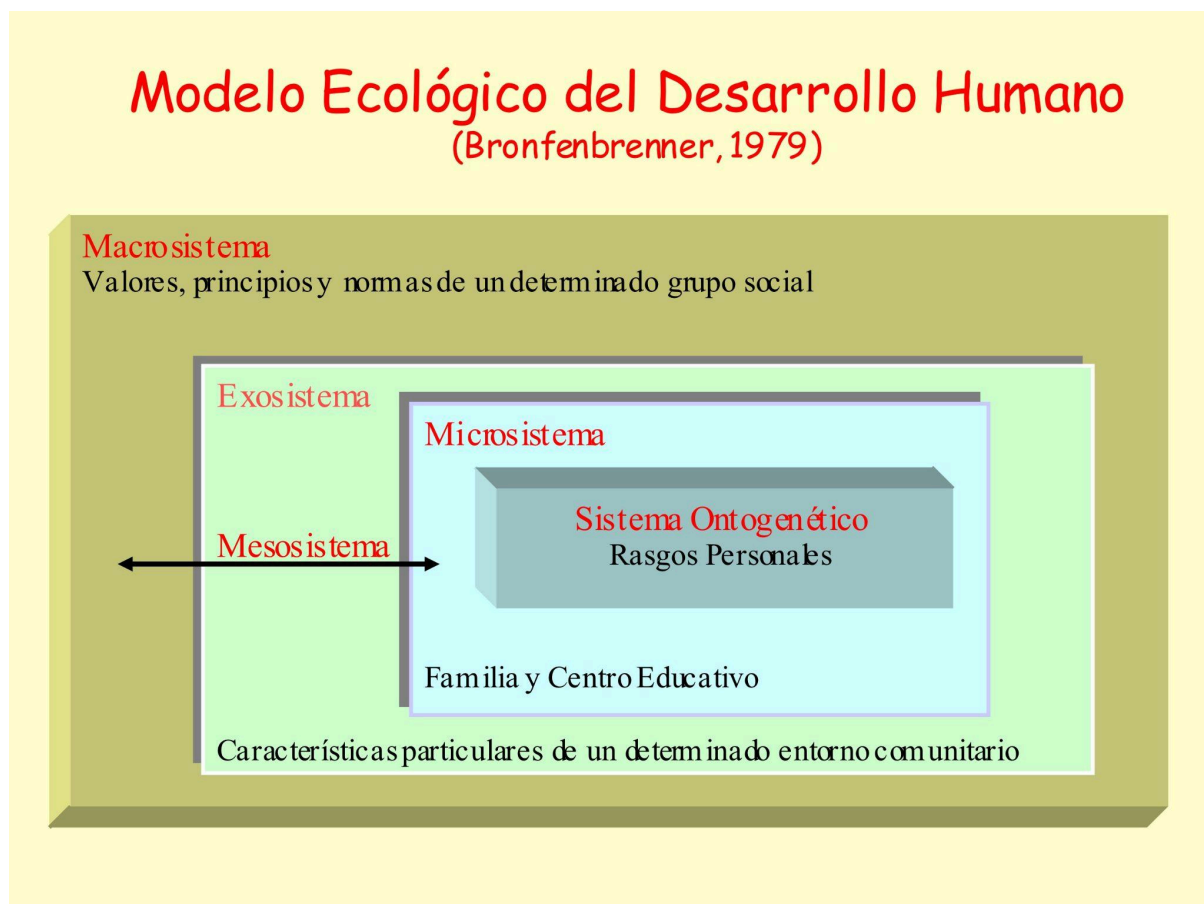 Modelo Ecológico del Desarrollo Humano
(Bronfenbrenner, 1979)
Macrosistema
Valores, principios y normas de un determinado grupo social
Exosistema
Microsistema
Sistema Ontogenético
Rasgos Personales
Mesosistema
Familia y Centro Educativo
Características particulares de un determinado entorno comunitario